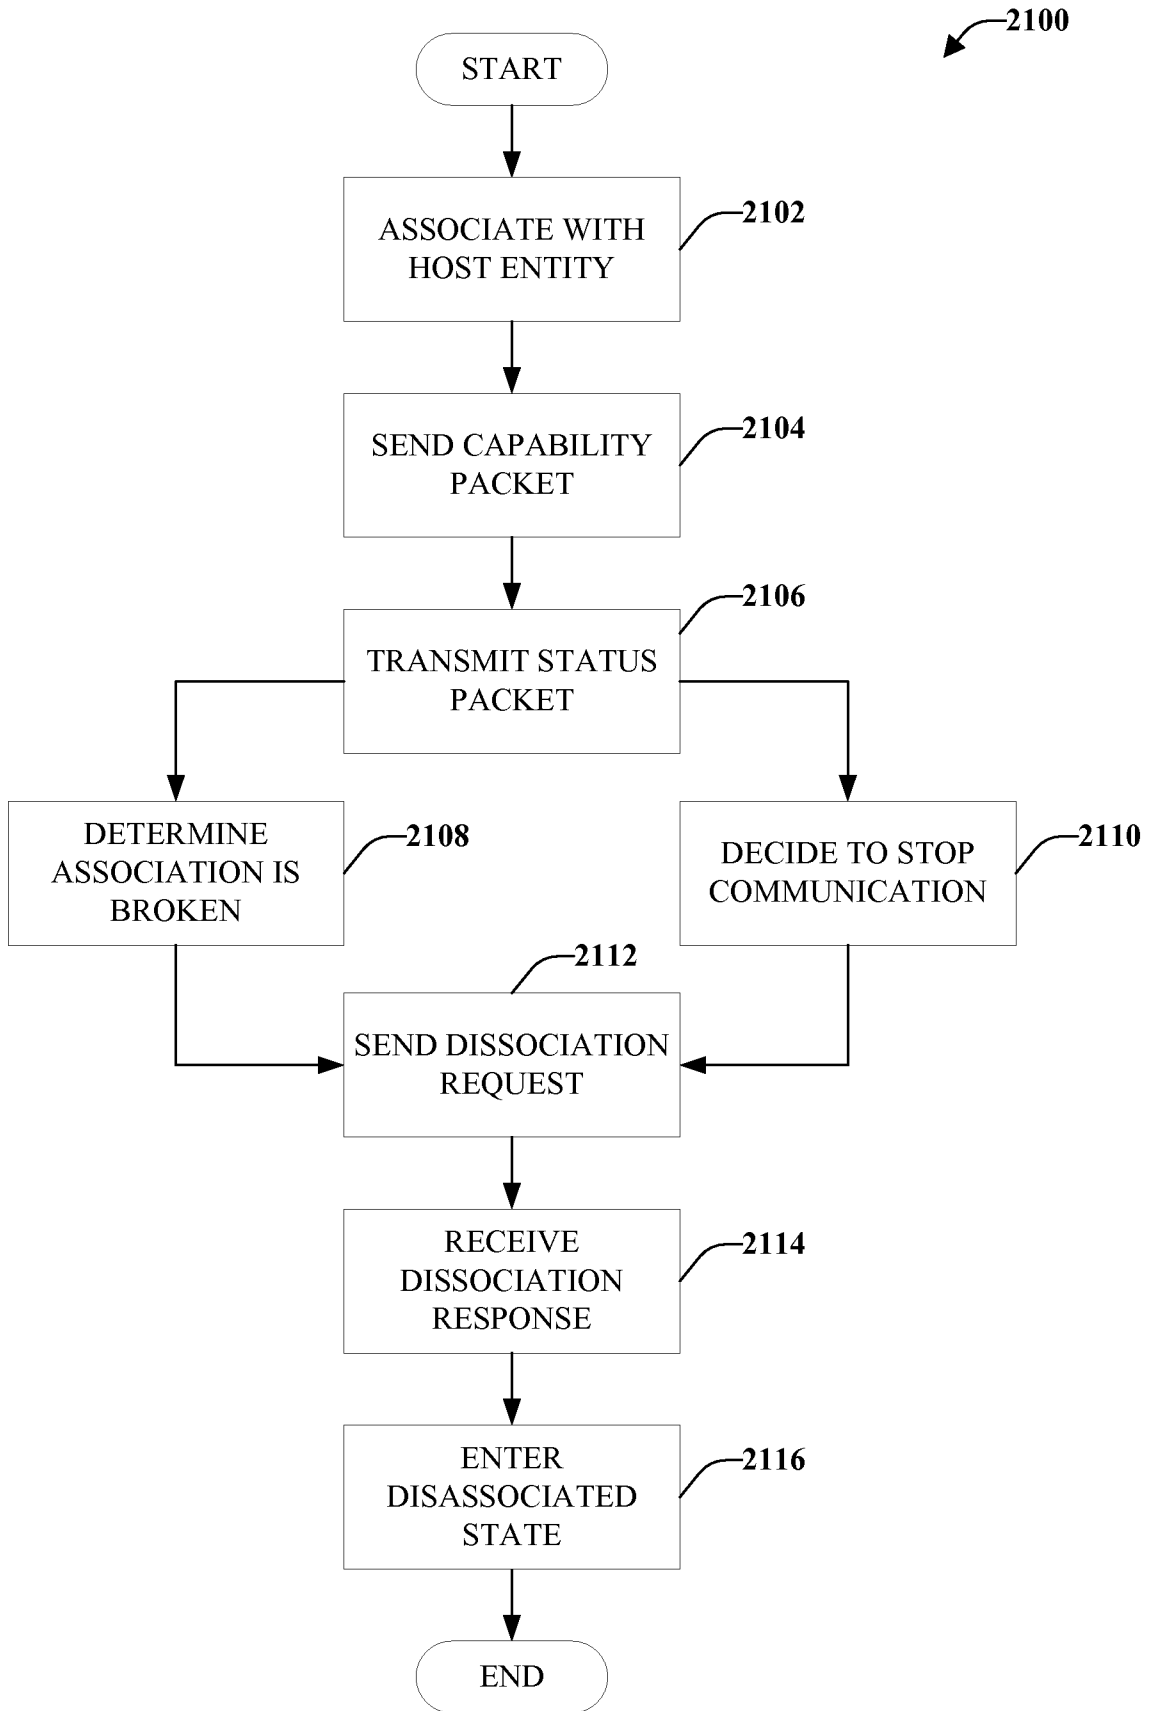 2100
START
2102
ASSOCIATE WITH
HOST ENTITY
2104
SEND CAPABILITY
PACKET
2106
TRANSMIT STATUS
PACKET
DETERMINE
ASSOCIATION IS
BROKEN
2108
DECIDE TO STOP
COMMUNICATION
2110
2112
SEND DISSOCIATION
REQUEST
RECEIVE
DISSOCIATION
RESPONSE
2114
ENTER
DISASSOCIATED
STATE
2116
END